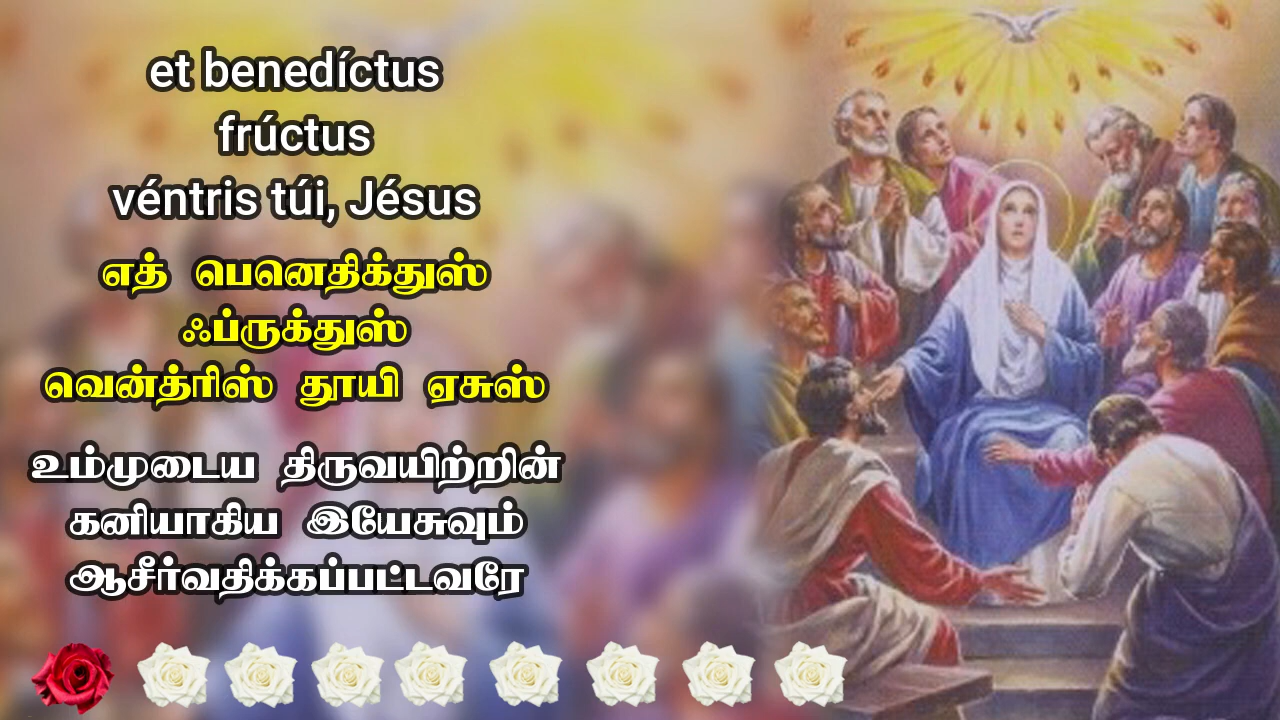 et benedíctus
frúctus
véntris túi, Jésus
எத் பெனெதிக்துஸ்
ஃப்ருக்துஸ்
வென்த்ரிஸ் தூயி ஏசுஸ்
உம்முடைய திருவயிற்றின்
கனியாகிய இயேசுவும்
ஆசீர்வதிக்கப்பட்டவரே